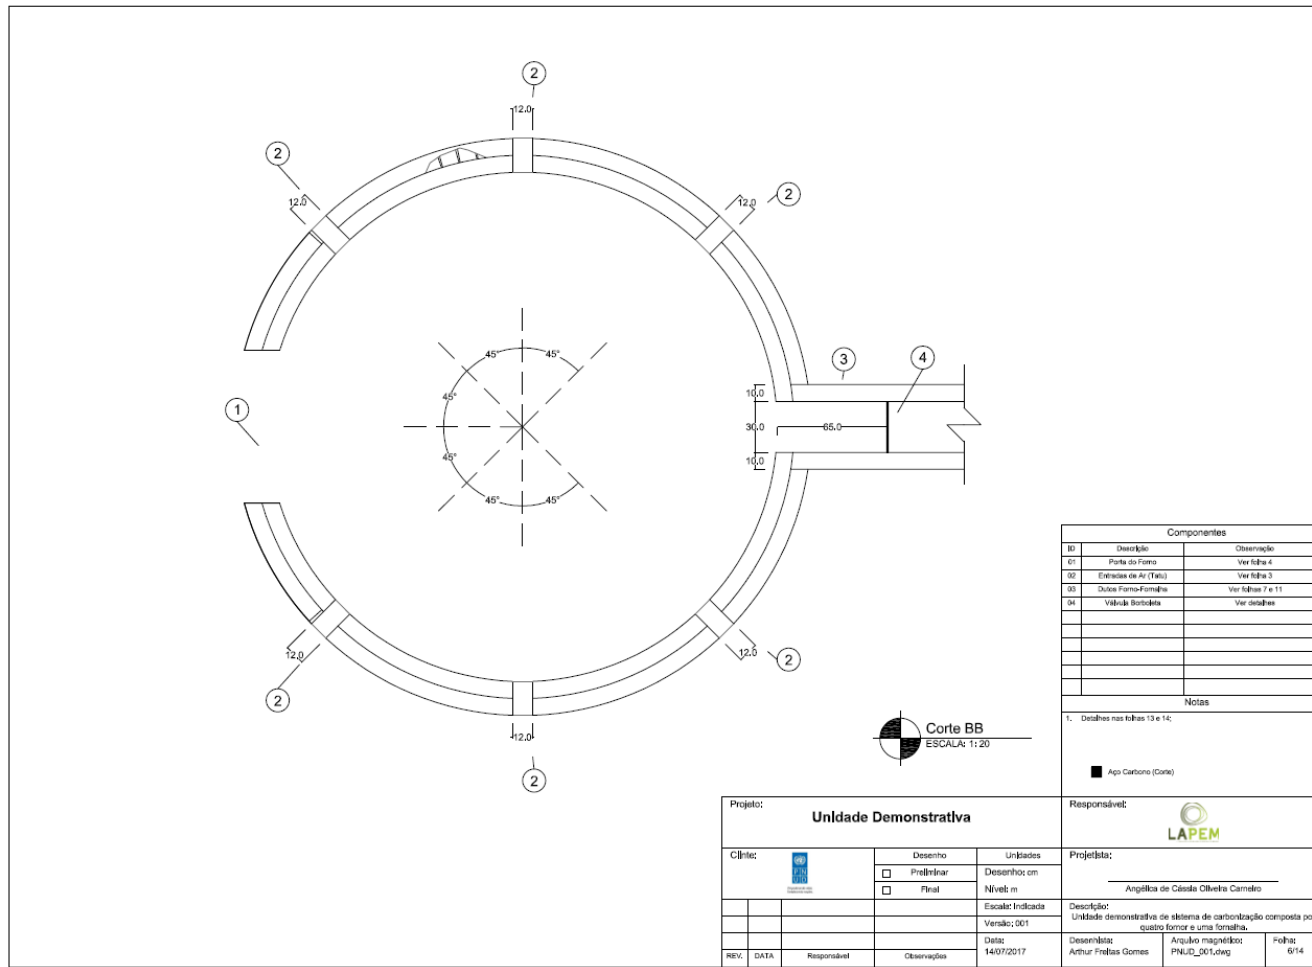 2
12.0
2
12.0
12.0
2
45°
45°
3
4
10.0
45°
1
30.0
65.0
45°
10.0
45°
45°
Componentes
ID Descrição Observação
01 Porta do Forno Ver folha 4
02 Entradas de Ar (Tatu) Ver folha 3
03 Dutos Forno-Fornalha Ver folhas 7 e 11
04 Válvula Borboleta Ver detalhes
12.0
2
12.0
2
12.0
2
Notas
1. Detalhes nas folhas 13 e 14;
Corte BB
ESCALA: 1:20
Aço Carbono (Corte)
Projeto:
Unidade Demonstrativa
Responsável:
LAPEM
Clinte:
Desenho
Preliminar
Final
Unidades
Desenho: cm
Nível: m
Escala: Indicada
Versão: 001
Data:
14/07/2017
Projetista:
Angélica de Cássia Oliveira Carneiro
Descrição:
Unidade demonstrativa de sistema de carbonização composta po
quatro fornor e uma fornalha.
REV. DATA Responsável Observações
Desenhista:
Arthur Freitas Gomes
Arquivo magnético:
PNUD_001.dwg
Folha:
6/14